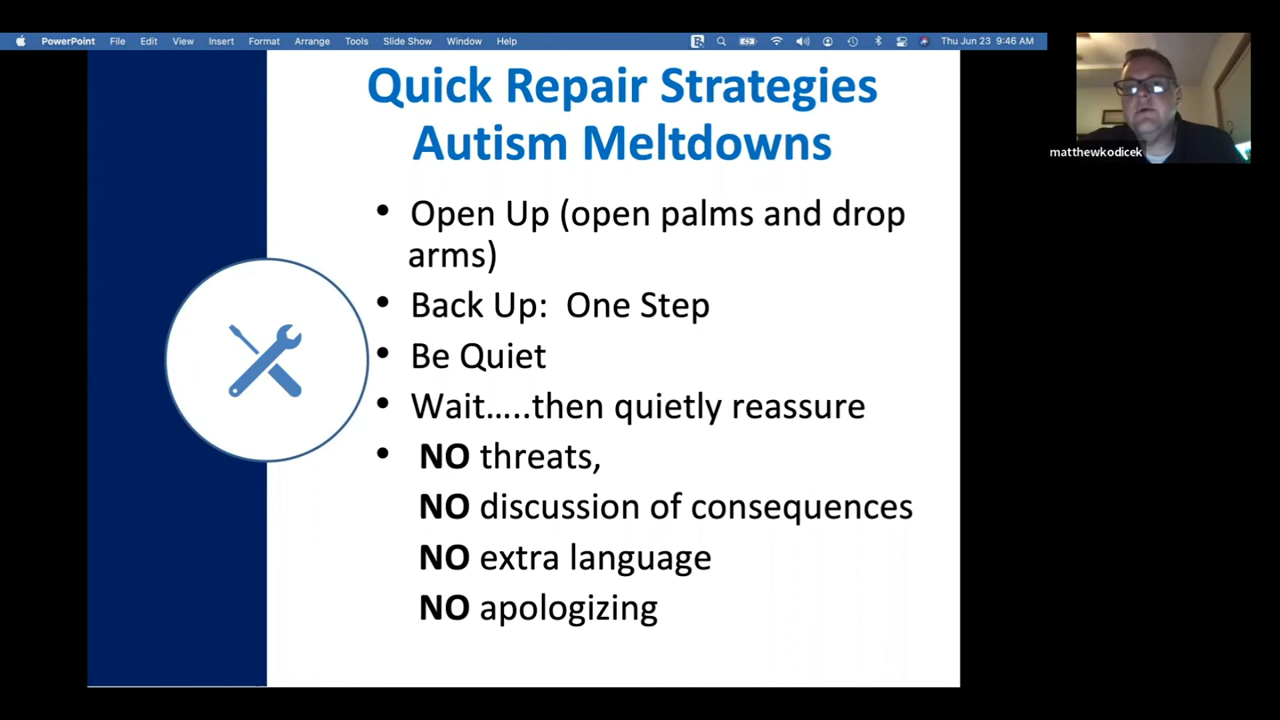 PowerPoint File Edit View Insert Format Arrange Tools Slide Show Window Help Thu Jun 23 9:46 AM
Quick Repair Strategies
Autism Meltdowns
• Open Up (open palms and drop
arms)
• Back Up: One Step
• Be Quiet
• Wait…..then quietly reassure
• NO threats,
NO discussion of consequences
NO extra language
NO apologizing
matthewkodicek